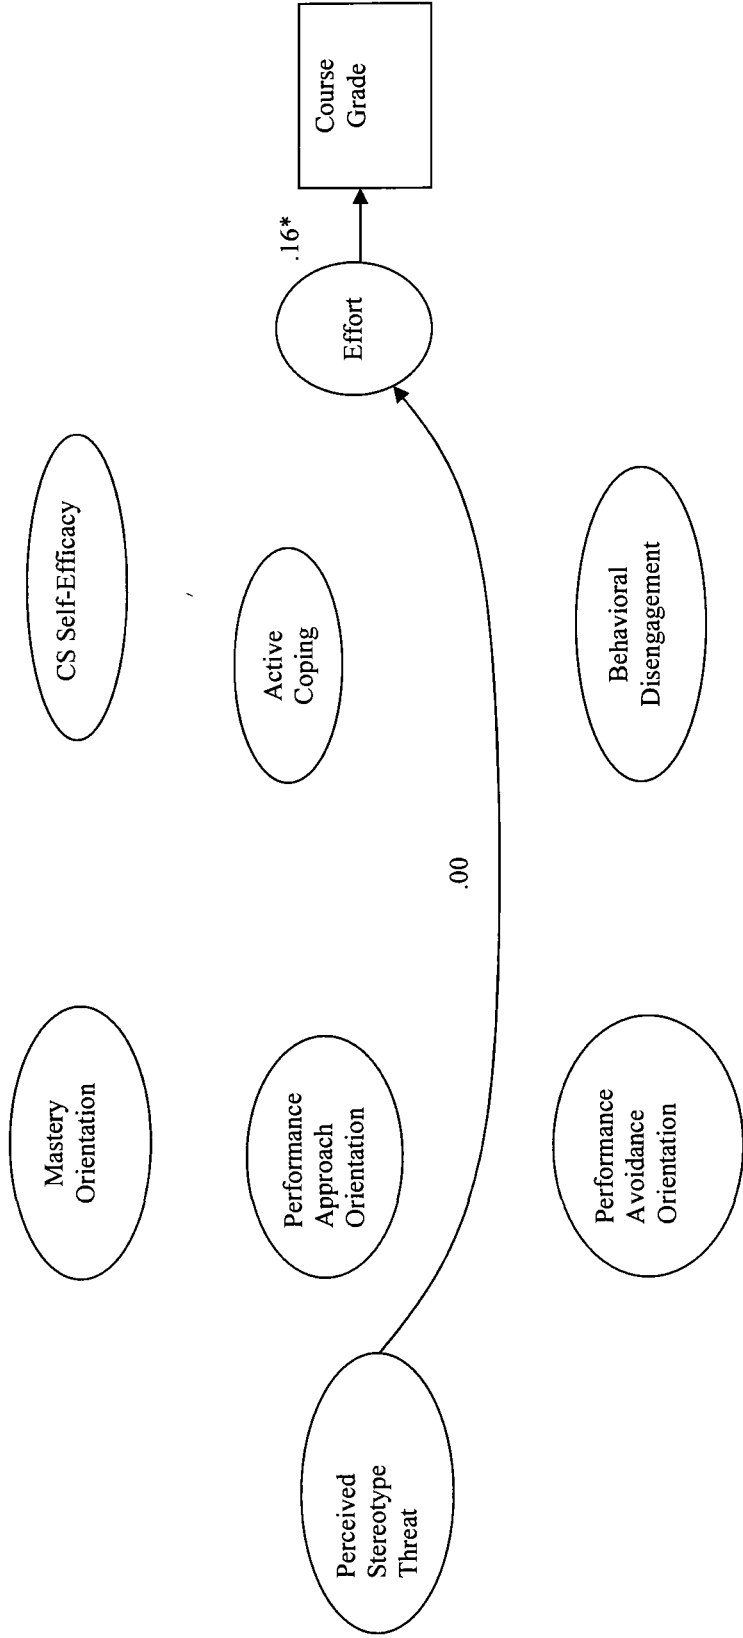 Mastery
Orientation
CS Self-Efficacy
Performance
Approach
Orientation
Active
Coping
Perceived
Stereotype
Threat
.00
Effort
.16*
Course
Grade
Performance
Avoidance
Orientation
Behavioral
Disengagement